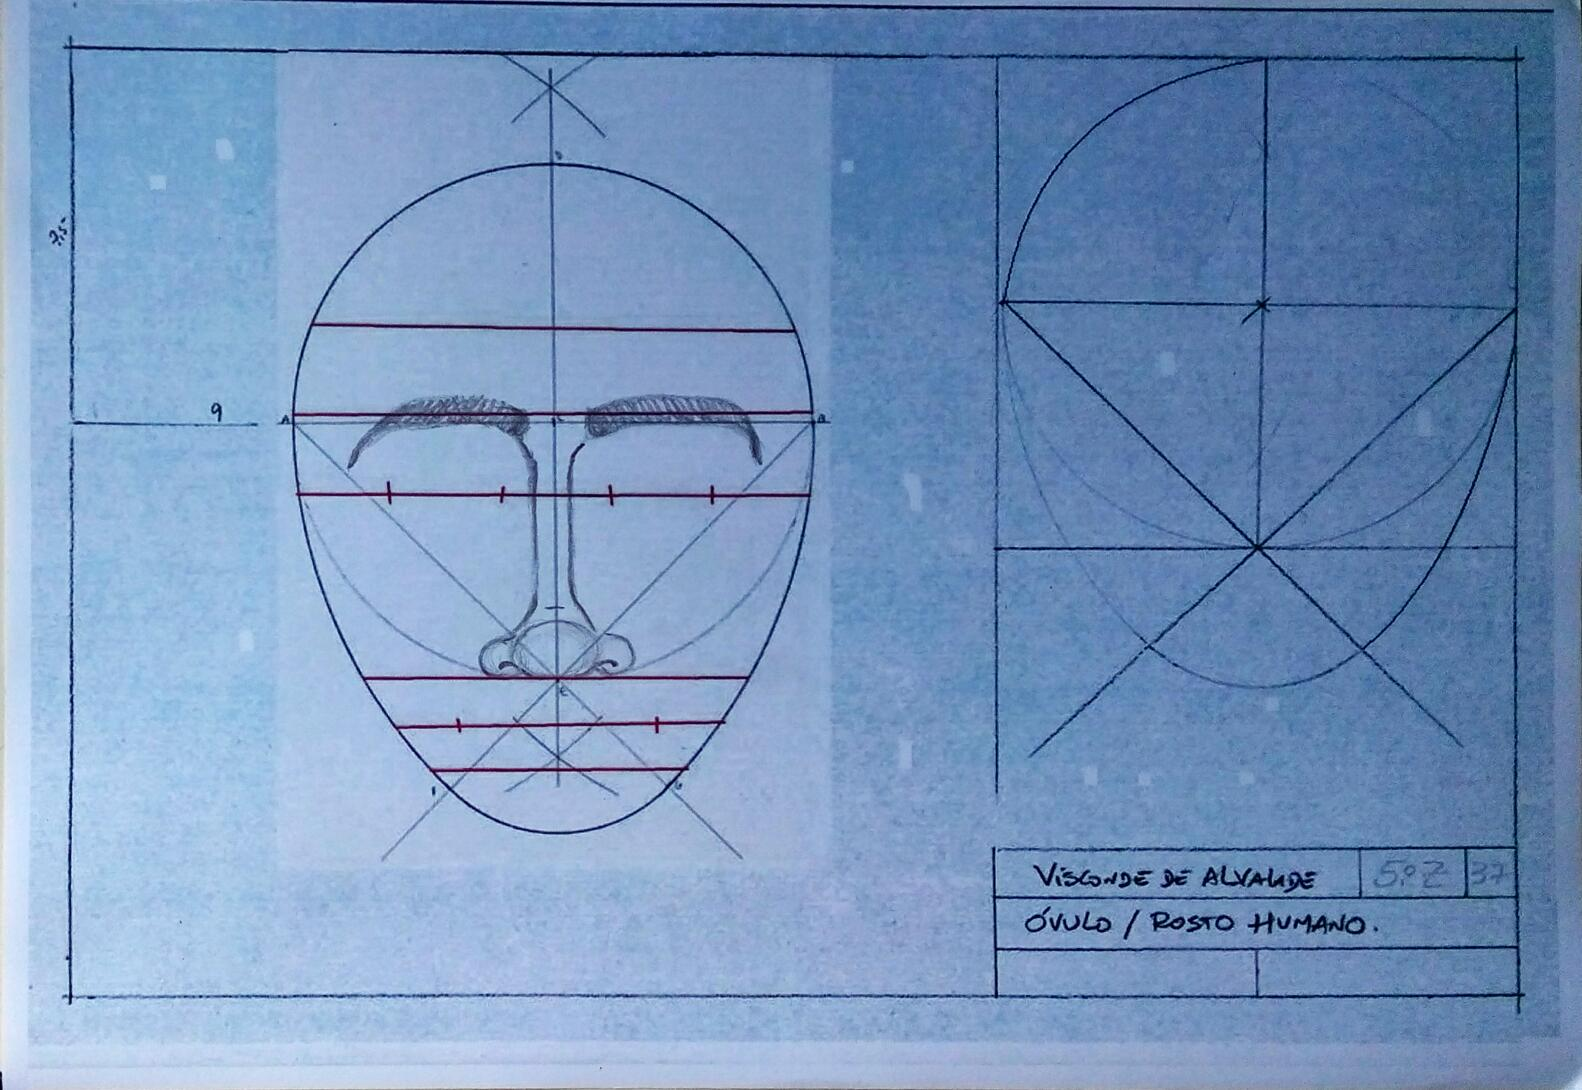 7,5
9
D
A
B
C
E
F
G
VISCONDE DE ALVALADE 5.º Z 37
ÓVULO / ROSTO HUMANO.